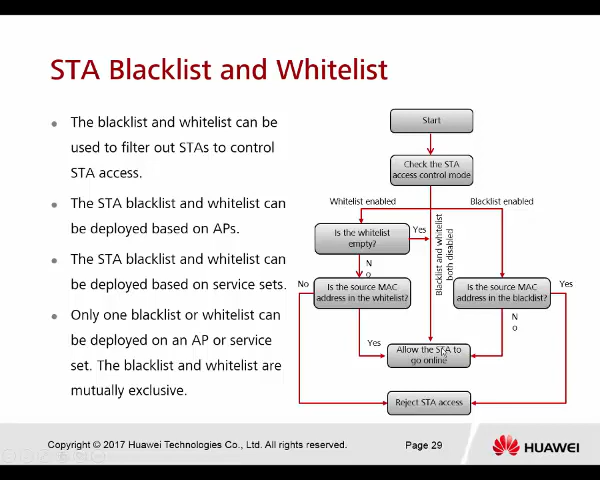 STA Blacklist and Whitelist
The blacklist and whitelist can be
used to filter out STAs to control
STA access.
The STA blacklist and whitelist can
be deployed based on APs.
The STA blacklist and whitelist can
be deployed based on service sets.
Only one blacklist or whitelist can
be deployed on an AP or service
set. The blacklist and whitelist are
mutually exclusive.
Start
Check the STA
access control mode
Whitelist enabled
Blacklist enabled
Is the whitelist
empty?
Yes
Blacklist and whitelist
both disabled
N
o
No
Is the source MAC
address in the whitelist?
Is the source MAC
address in the blacklist?
Yes
N
o
Yes
Allow the STA to
go online
Reject STA access
Copyright © 2017 Huawei Technologies Co., Ltd. All rights reserved.
Page 29
HUAWEI